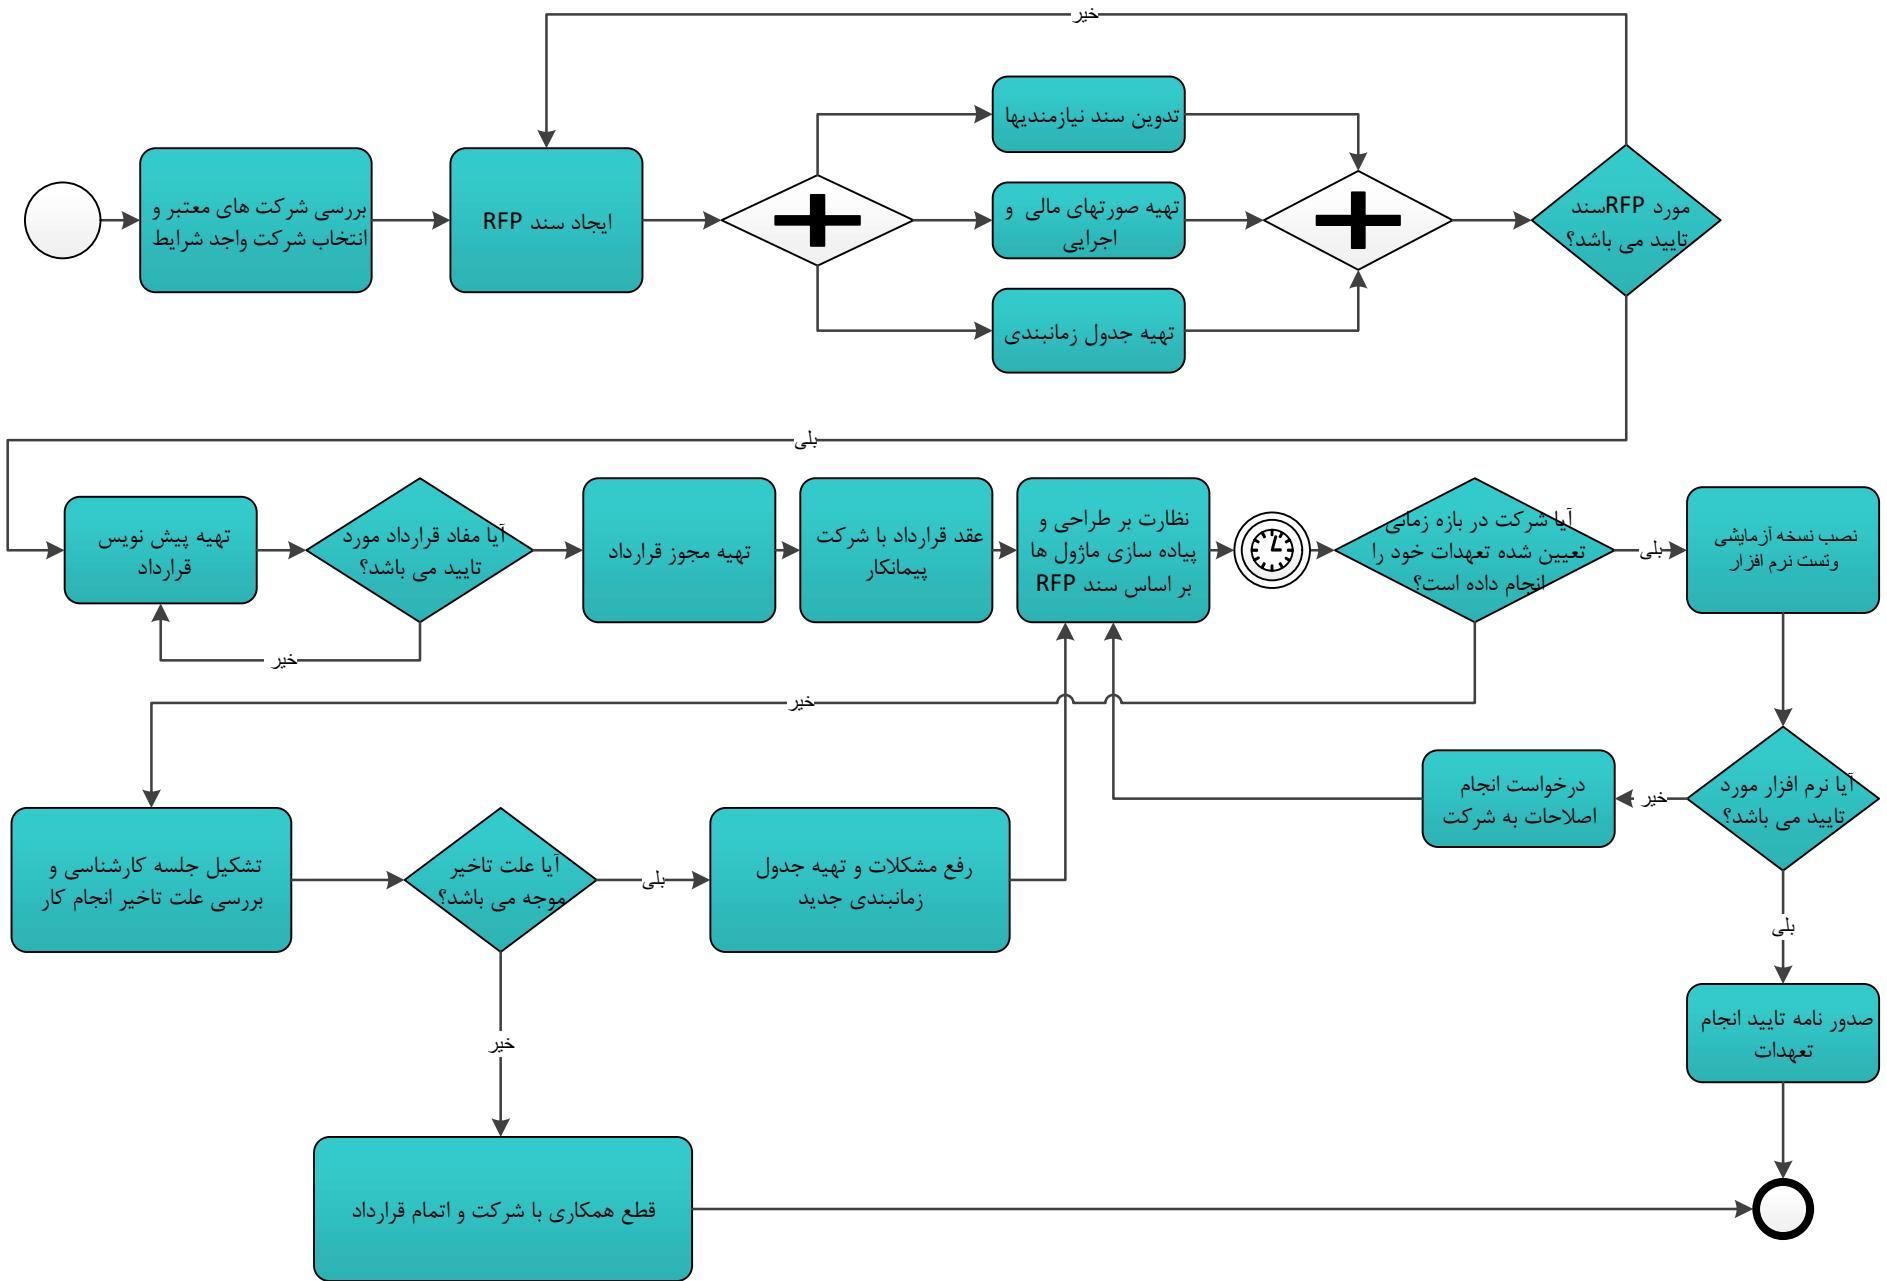 خیر
بررسی شرکت های معتبر و
انتخاب شرکت واجد شرایط
ایجاد سند RFP
تدوین سند نیازمندیها
تهیه صورتهای مالی و
اجرایی
تهیه جدول زمانبندی
سندRFP مورد
تایید می باشد؟
بلی
تهیه پیش نویس
قرارداد
آیا مفاد قرارداد مورد
تایید می باشد؟
خیر
تهیه مجوز قرارداد
عقد قرارداد با شرکت
پیمانکار
نظارت بر طراحی و
پیاده سازی ماژول ها
بر اساس سند RFP
آیا شرکت در بازه زمانی
تعیین شده تعهدات خود را
انجام داده است؟
بلی
نصب نسخه آزمایشی
وتست نرم افزار
خیر
آیا نرم افزار مورد
تایید می باشد؟
خیر
درخواست انجام
اصلاحات به شرکت
تشکیل جلسه کارشناسی و
بررسی علت تاخیر انجام کار
آیا علت تاخیر
موجه می باشد؟
بلی
رفع مشکلات و تهیه جدول
زمانبندی جدید
بلی
صدور نامه تایید انجام
تعهدات
خیر
قطع همکاری با شرکت و اتمام قرارداد